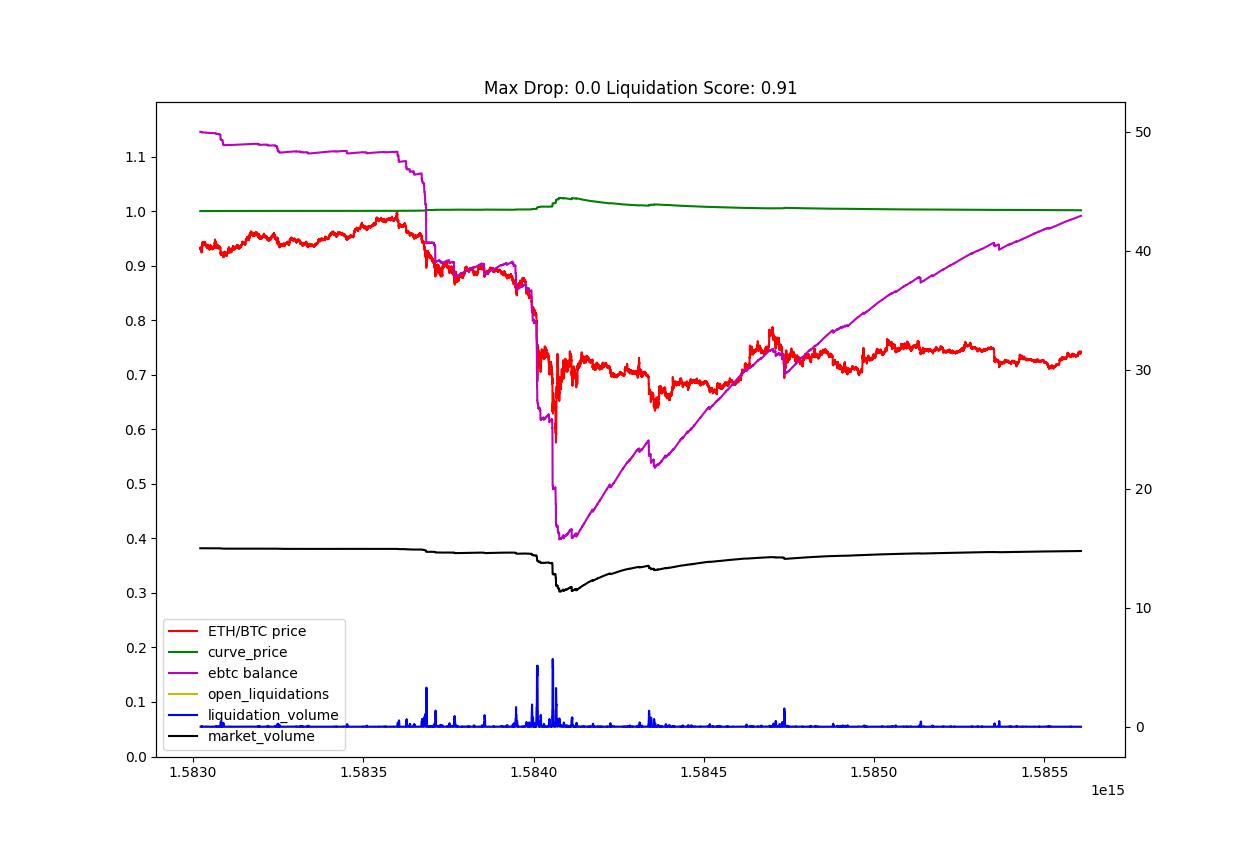 Max Drop: 0.0 Liquidation Score: 0.91
1.1
1.0
0.9
0.8
0.7
0.6
0.5
0.4
0.3
0.2
0.1
0.0
50
40
30
20
10
0
ETH/BTC price
curve_price
ebtc balance
open_liquidations
liquidation_volume
market_volume
1.5830 1.5835 1.5840 1.5845 1.5850 1.5855
1e15